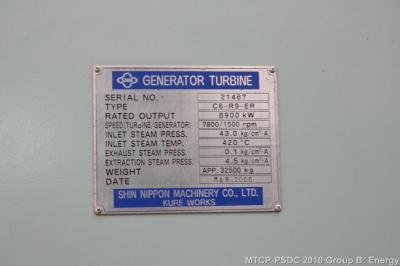 GENERATOR TURBINE
SERIAL NO. 21467
TYPE C6-R9-ER
RATED OUTPUT 8900 kW
SPEED(TURBINE/GENERATOR) 7800/1500 rpm
INLET STEAM PRESS. 43.0 kg/cm²·A
INLET STEAM TEMP. 420 °C
EXHAUST STEAM PRESS. 0.1 kg/cm²·A
EXTRACTION STEAM PRESS. 4.5 kg/cm²·A
WEIGHT APP. 32500 kg
DATE MAR. 2006
SHIN NIPPON MACHINERY CO., LTD.
KURE WORKS
MTCP-PSDC 2010 Group B: Energy